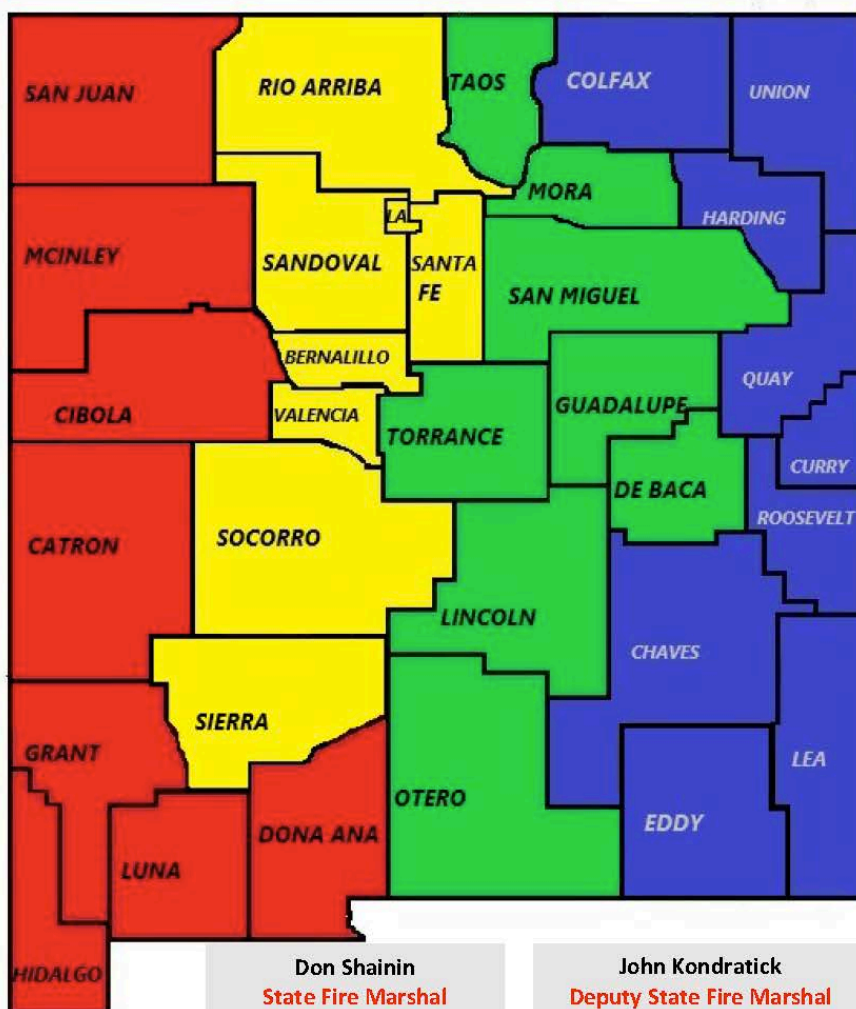 SAN JUAN
RIO ARRIBA
TAOS
COLFAX
UNION
MORA
HARDING
LA
MCINLEY
SANDOVAL
SANTA
FE
SAN MIGUEL
BERNALILLO
QUAY
CIBOLA
VALENCIA
TORRANCE
GUADALUPE
CURRY
DE BACA
ROOSEVELT
CATRON
SOCORRO
LINCOLN
CHAVES
SIERRA
GRANT
OTERO
LEA
EDDY
DONA ANA
LUNA
HIDALGO
Don Shainin
State Fire Marshal
John Kondratick
Deputy State Fire Marshal